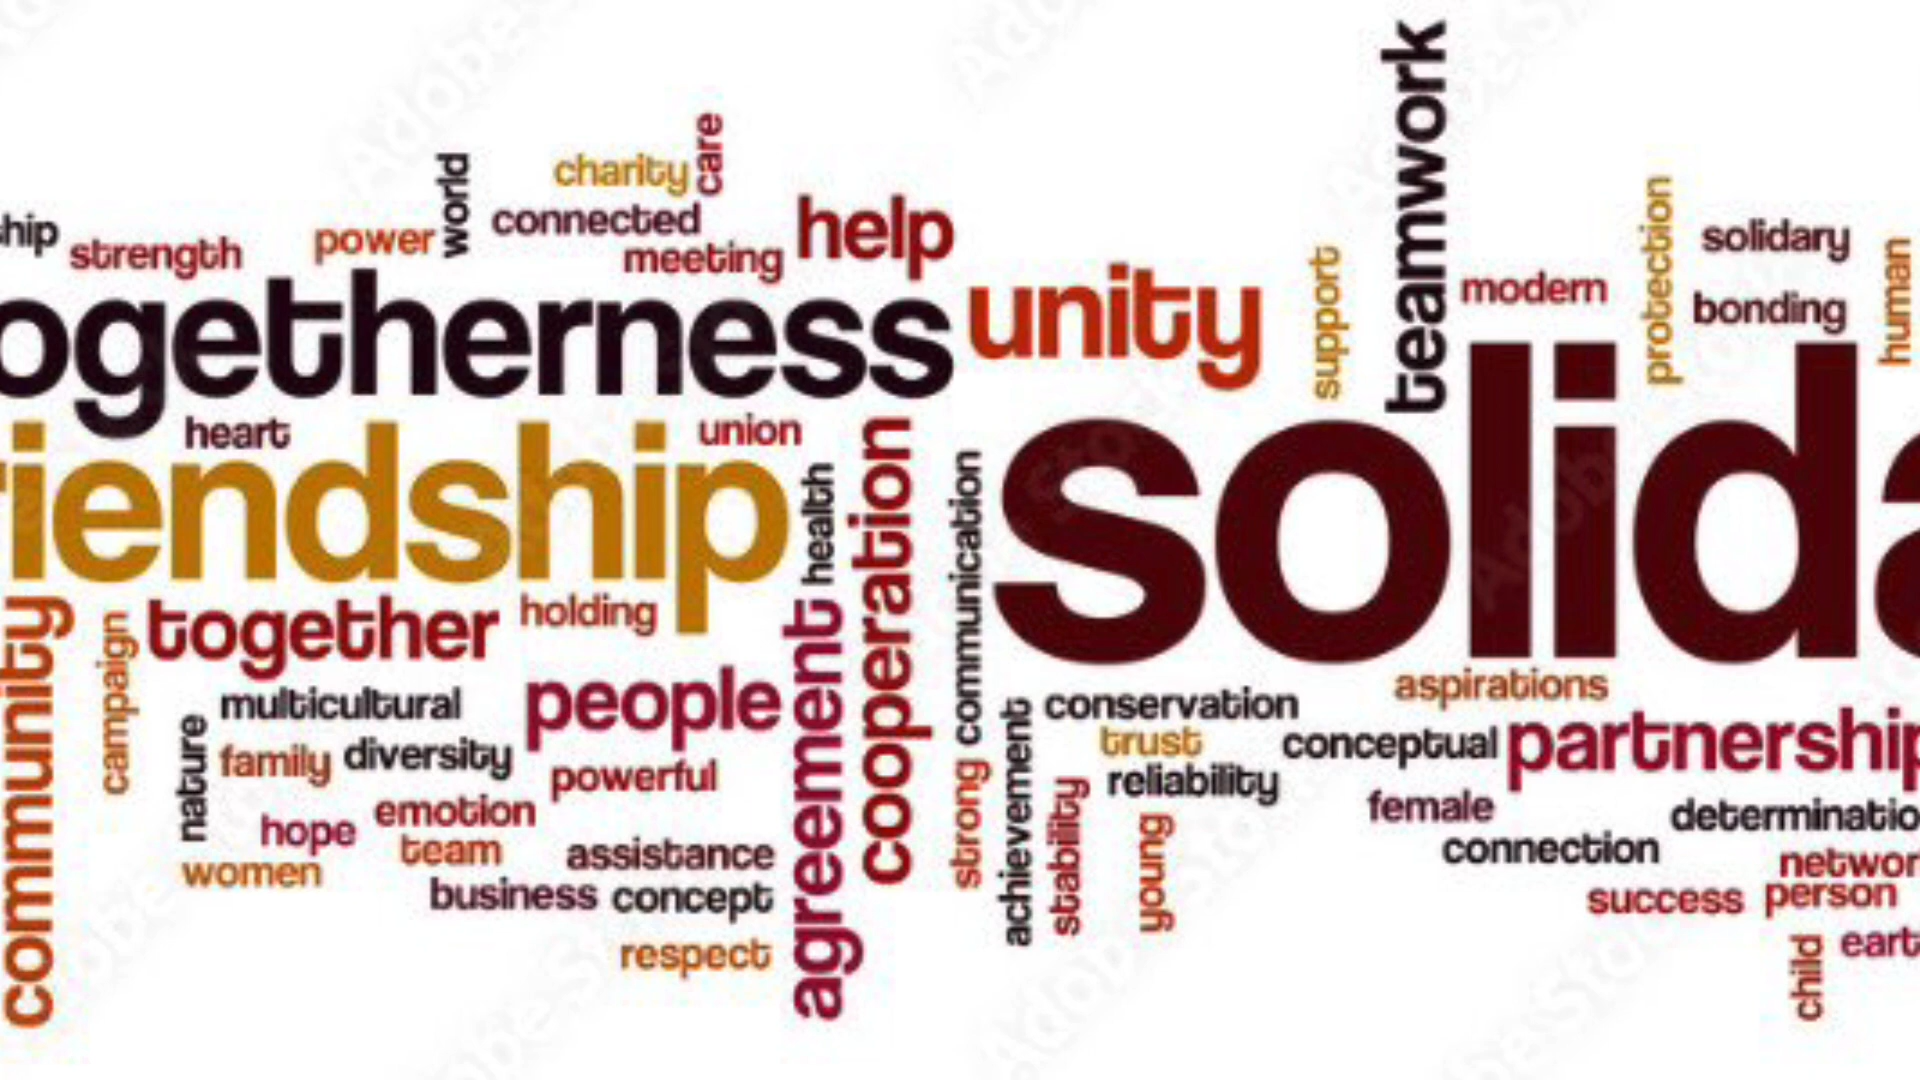 teamwork
care
charity
world
protection
hip
strength
power
connected
meeting
help
solidary
human
support
modern
bonding
ogetherness
unity
heart
union
riendship
health
cooperation
communication
solida
community
campaign
together
holding
agreement
people
aspirations
multicultural
nature
family
diversity
powerful
strong
achievement
conservation
trust
conceptual
partnership
reliability
stability
young
female
determinatio
hope
emotion
team
assistance
connection
networ
women
business
concept
success
person
respect
child
eart
Adobe Stock